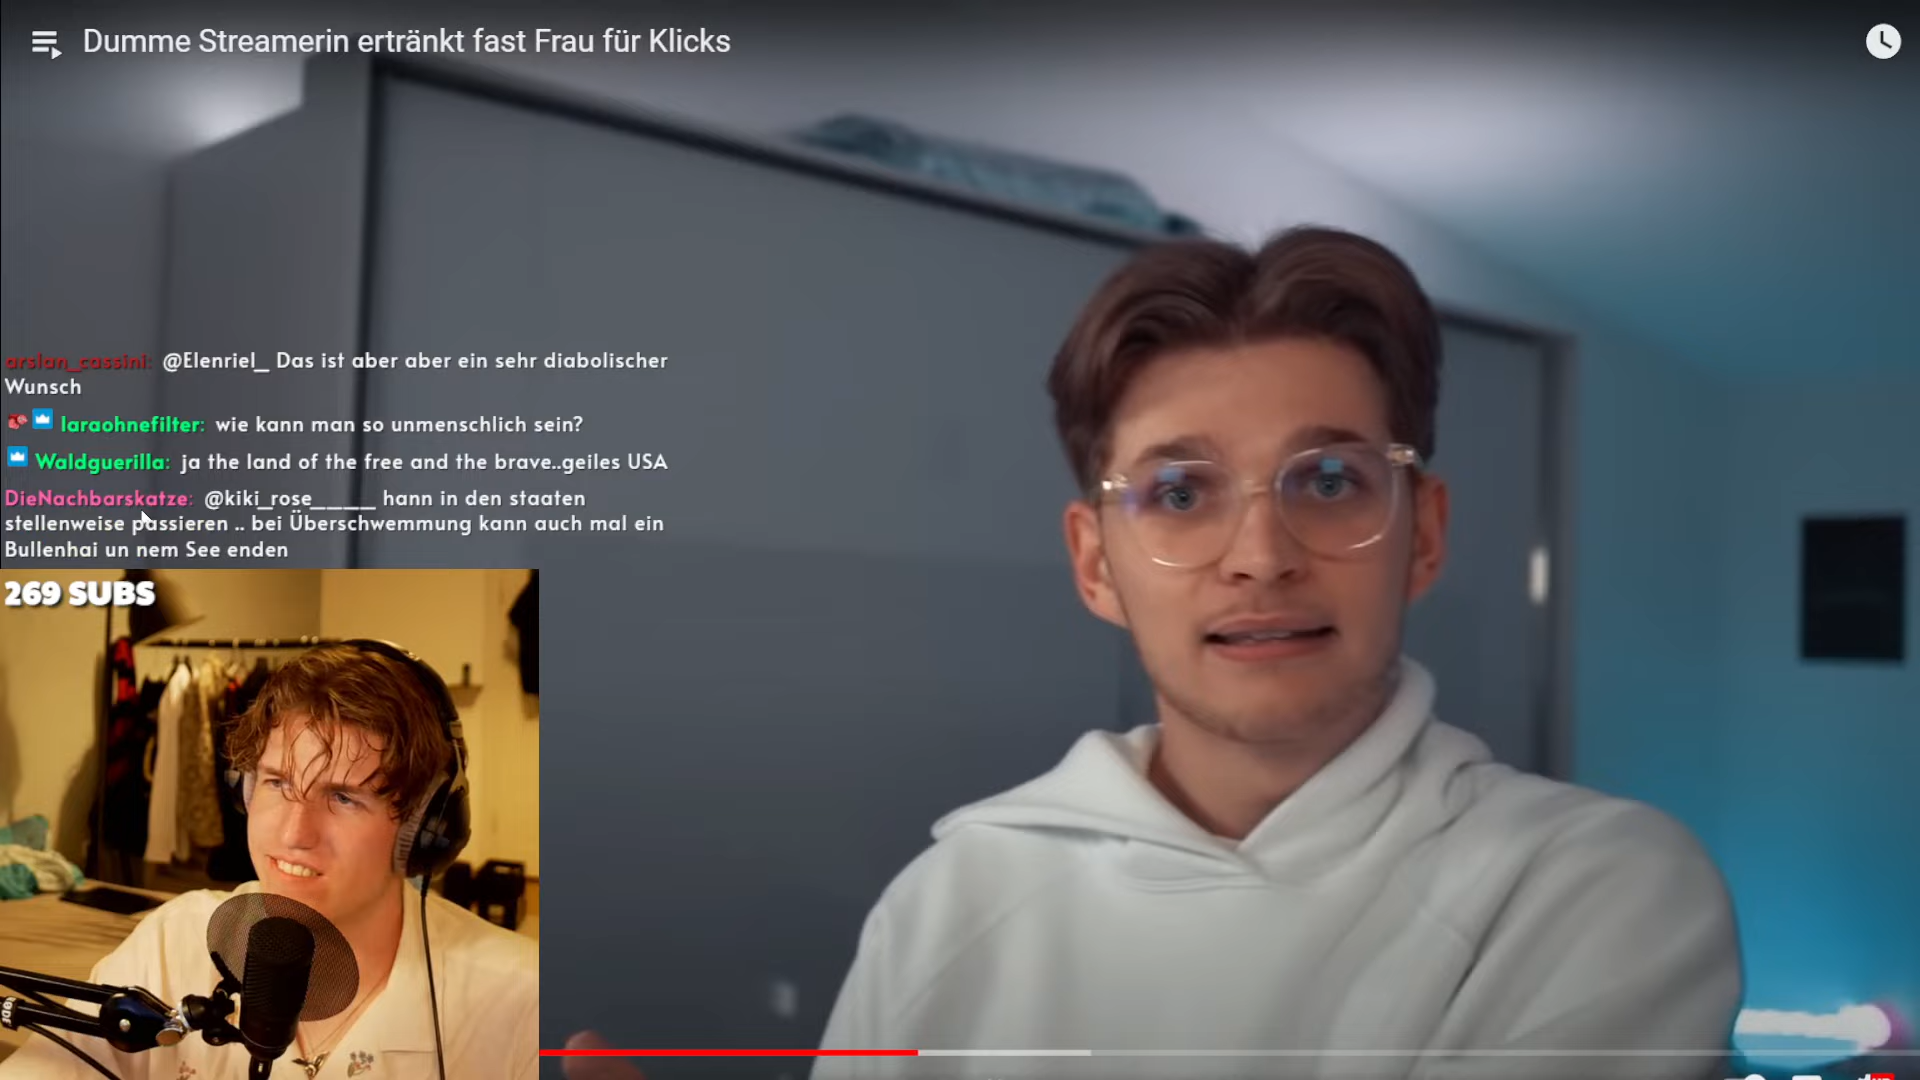 Dumme Streamerin ertränkt fast Frau für Klicks
arslan_cassini: @Elenriel_ Das ist aber aber ein sehr diabolischer
Wunsch
laraohnefilter: wie kann man so unmenschlich sein?
Waldguerilla: ja the land of the free and the brave..geiles USA
DieNachbarskatze: @kiki_rose_____ hann in den staaten
stellenweise passieren .. bei Überschwemmung kann auch mal ein
Bullenhai un nem See enden
269 SUBS
RØDE